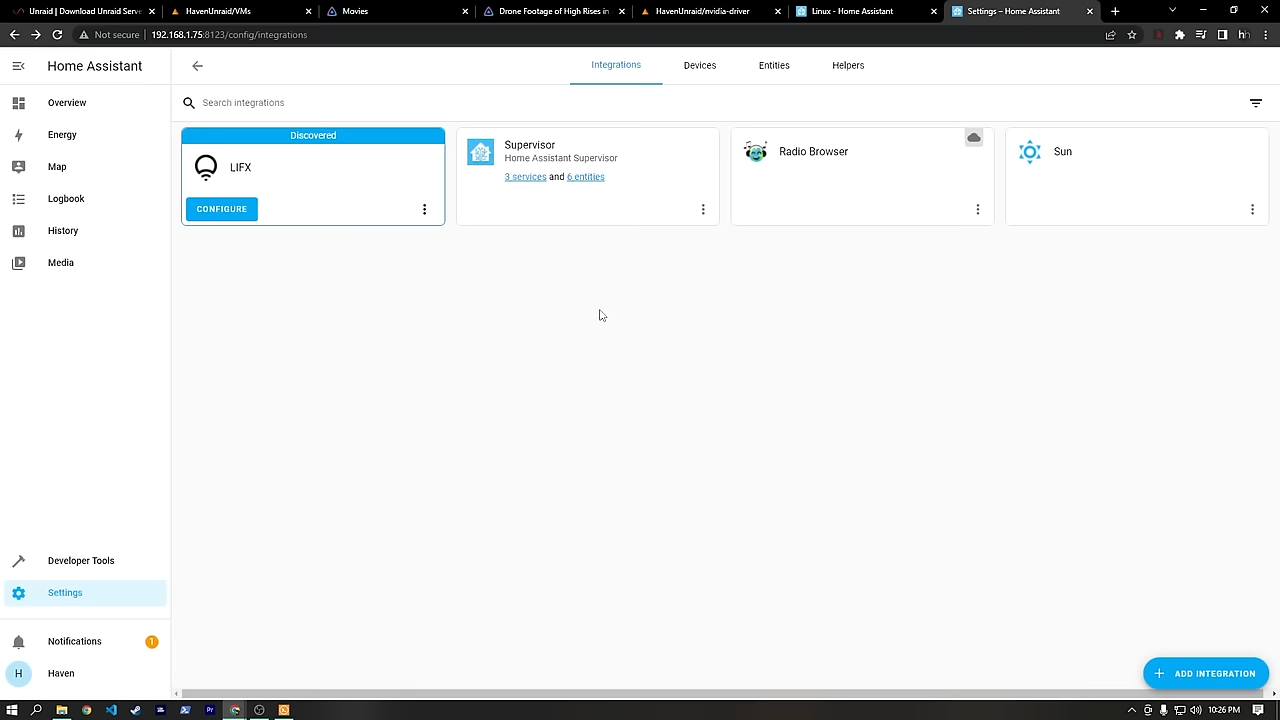 Unraid | Download Unraid Serve
HavenUnraid/VMs
Movies
Drone Footage of High Rises in
HavenUnraid/nvidia-driver
Linux - Home Assistant
Settings – Home Assistant
Not secure
192.168.1.75:8123/config/integrations
Home Assistant
Integrations
Devices
Entities
Helpers
Overview
Search integrations
Energy
Map
Logbook
History
Media
Discovered
LIFX
CONFIGURE
Supervisor
Home Assistant Supervisor
3 services and 6 entities
Radio Browser
Sun
Developer Tools
Settings
Notifications
1
H
Haven
ADD INTEGRATION
10:26 PM